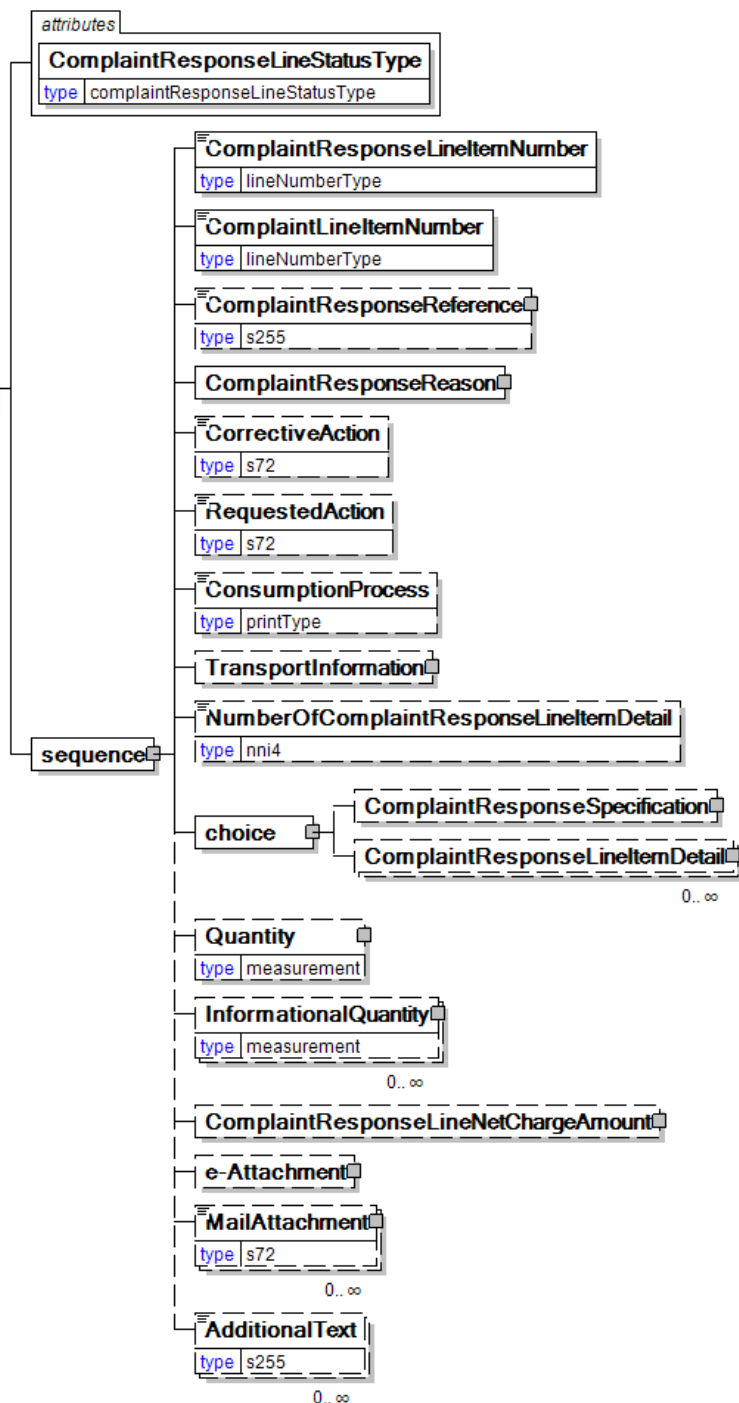 attributes
ComplaintResponseLineStatusType
type complaintResponseLineStatusType
ComplaintResponseLineItemNumber
type lineNumberType
ComplaintLineItemNumber
type lineNumberType
ComplaintResponseReference
type s255
ComplaintResponseReason
CorrectiveAction
type s72
RequestedAction
type s72
ConsumptionProcess
type printType
TransportInformation
NumberOfComplaintResponseLineItemDetail
type nni4
sequence
choice
ComplaintResponseSpecification
ComplaintResponseLineItemDetail
0.. ∞
Quantity
type measurement
InformationalQuantity
type measurement
0.. ∞
ComplaintResponseLineNetChargeAmount
e-Attachment
MailAttachment
type s72
0.. ∞
AdditionalText
type s255
0.. ∞